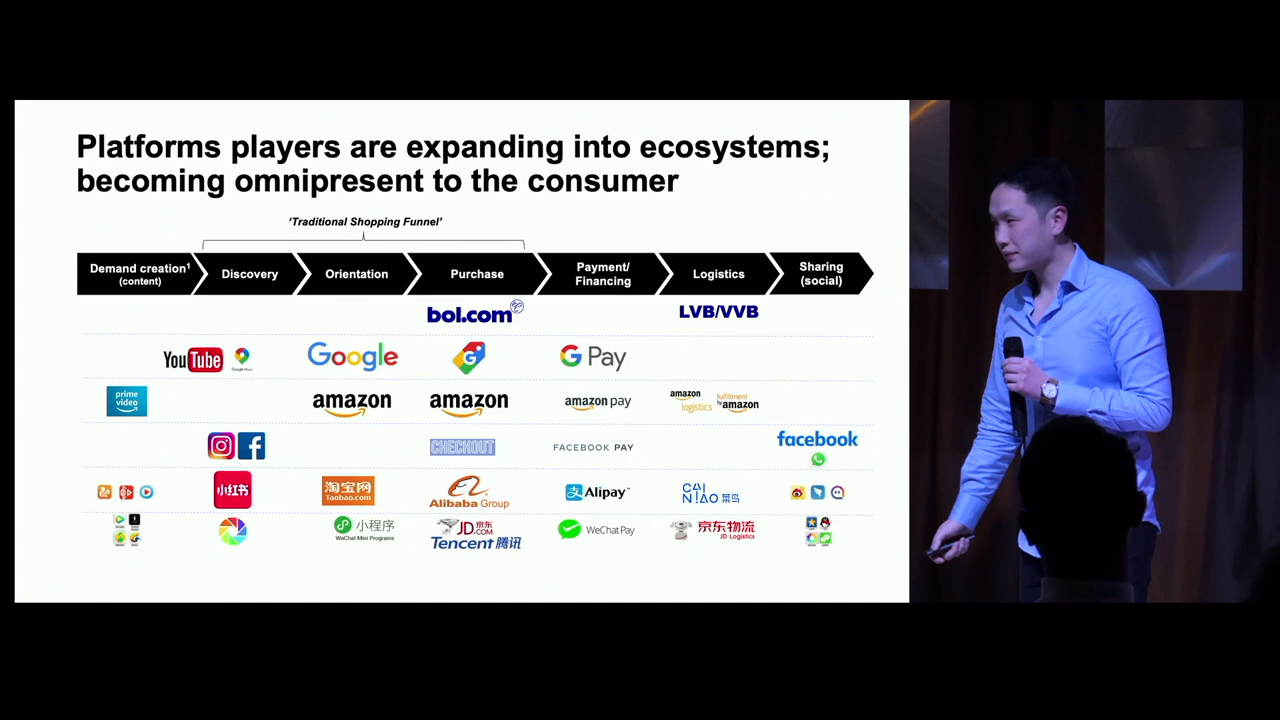 Platforms players are expanding into ecosystems;
becoming omnipresent to the consumer
‘Traditional Shopping Funnel’
Demand creation¹
(content)
Discovery
Orientation
Purchase
Payment/
Financing
Logistics
Sharing
(social)
bol.com
LVB/VVB
YouTube
Google
G
G Pay
prime
video
amazon
amazon
amazon pay
amazon
logistics
fulfillment
by amazon
f
CHECKOUT
FACEBOOK PAY
facebook
小红书
淘宝网
Taobao.com
Alibaba Group
支 Alipay
CAI
NIAO 菜鸟
小程序
WeChat Mini Programs
JD.COM 京东
Tencent 腾讯
WeChat Pay
京东物流
JD Logistics